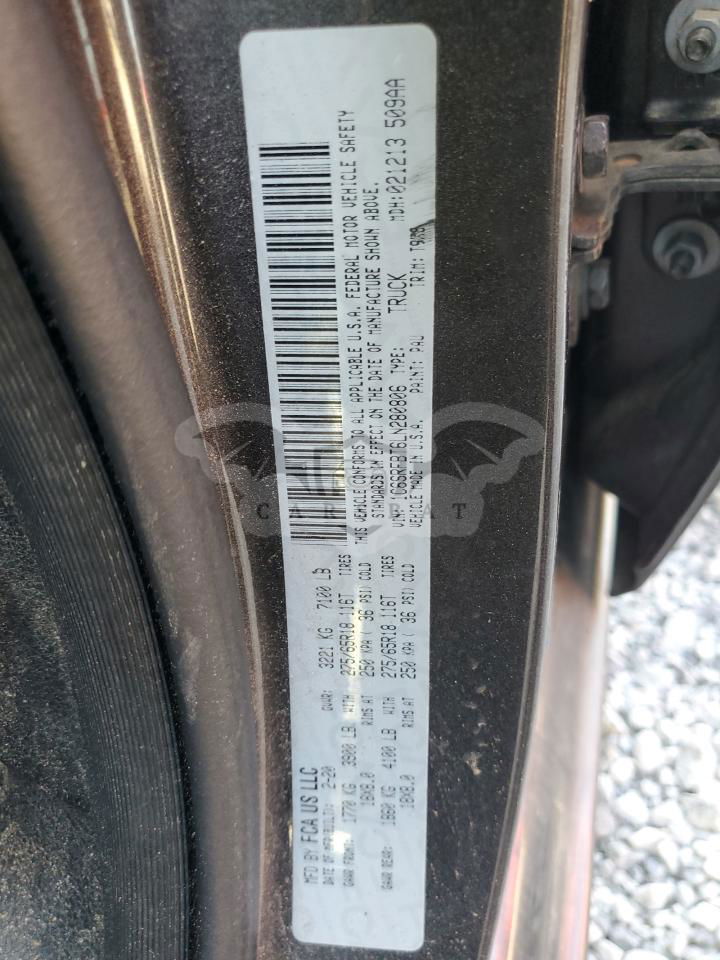 MFD BY FCA US LLC
DATE OF MFR/BUILT: 2-20 GVWR: 3221 KG 7100 LB
GAWR FRONT: 1770 KG 3900 LB WITH 275/65R18 116T TIRES
18X8.0 RIMS AT 250 KPA ( 36 PSI) COLD
GAWR REAR: 1860 KG 4100 LB WITH 275/65R18 116T TIRES
18X8.0 RIMS AT 250 KPA ( 36 PSI) COLD
THIS VEHICLE CONFORMS TO ALL APPLICABLE U.S.A. FEDERAL MOTOR VEHICLE SAFETY
STANDARDS IN EFFECT ON THE DATE OF MANUFACTURE SHOWN ABOVE.
VIN: 1C6SRFBT6LN280806 TYPE: TRUCK MDH:021213 509AA
VEHICLE MADE IN U.S.A. PAINT: PAU TRIM: